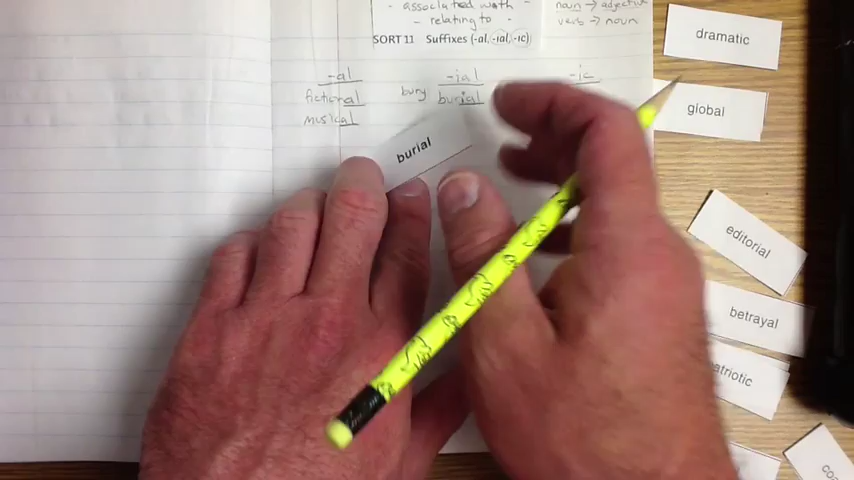 associated with
- relating to -
noun → adjective
verb → noun
SORT 11 Suffixes (-al, -ial, -ic)
-al
-ial
-ic
fictional
bury
burial
musical
burial
dramatic
global
editorial
betrayal